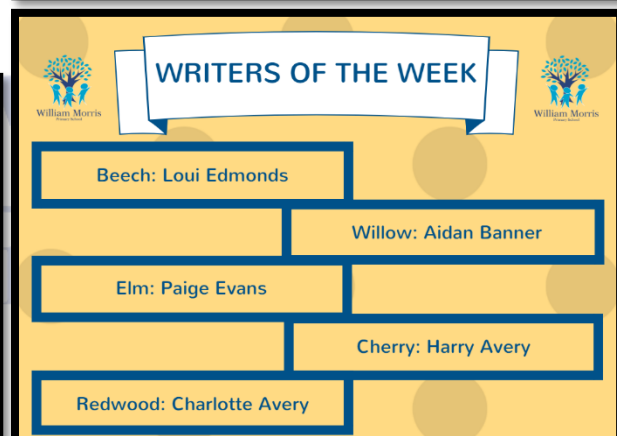 WRITERS OF THE WEEK
William Morris
Primary School
William Morris
Primary School
Beech: Loui Edmonds
Willow: Aidan Banner
Elm: Paige Evans
Cherry: Harry Avery
Redwood: Charlotte Avery